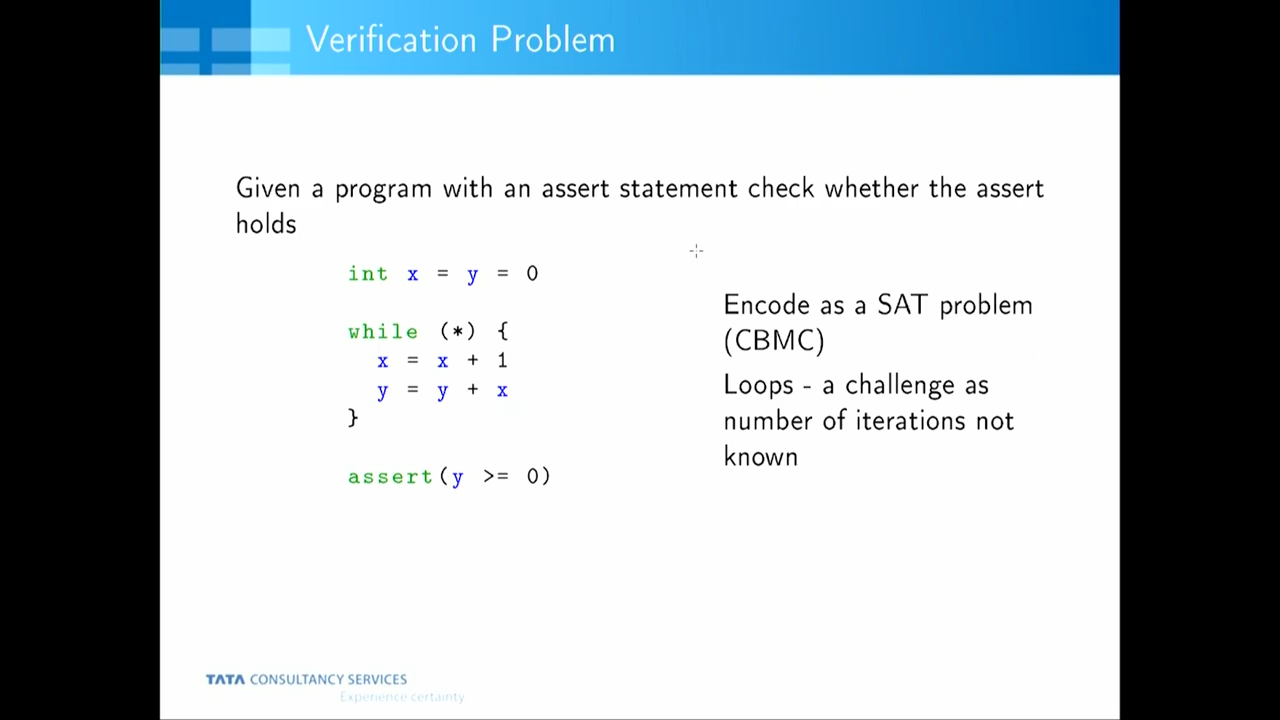 Verification Problem
Given a program with an assert statement check whether the assert
holds
int x = y = 0
while (*) {
x = x + 1
y = y + x
}
assert(y >= 0)
Encode as a SAT problem
(CBMC)
Loops - a challenge as
number of iterations not
known
TATA CONSULTANCY SERVICES
Experience certainty